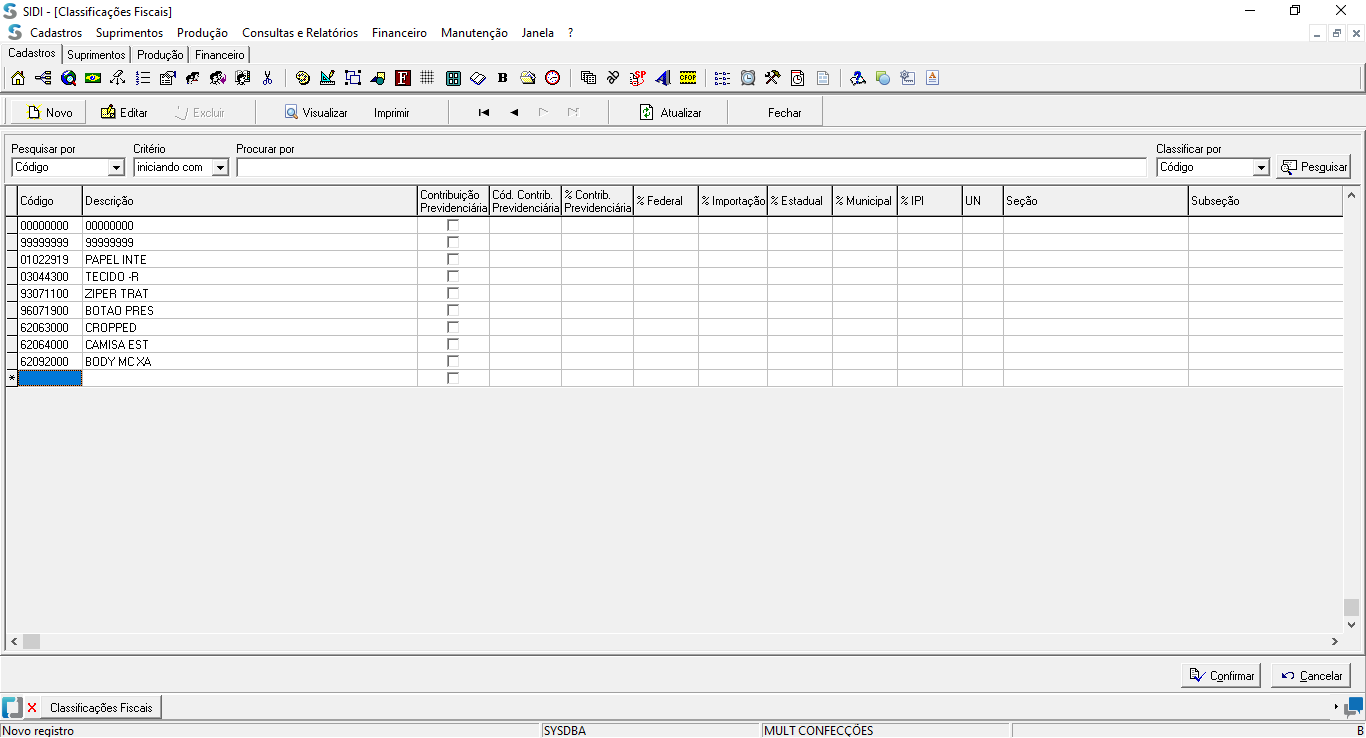 SIDI - [Classificações Fiscais]
Cadastros Suprimentos Produção Consultas e Relatórios Financeiro Manutenção Janela ?
Cadastros Suprimentos Produção Financeiro
F B SP CFOP A
Novo Editar Excluir Visualizar Imprimir Atualizar Fechar
Pesquisar por Critério Procurar por Classificar por
Código iniciando com Código Pesquisar
Código Descrição Contribuição Previdenciária Cód. Contrib. Previdenciária % Contrib. Previdenciária % Federal % Importação % Estadual % Municipal % IPI UN Seção Subseção
00000000 00000000
99999999 99999999
01022919 PAPEL INTE
03044300 TECIDO -R
93071100 ZIPER TRAT
96071900 BOTAO PRES
62063000 CROPPED
62064000 CAMISA EST
62092000 BODY MC XA
*
Confirmar Cancelar
Classificações Fiscais
Novo registro SYSDBA MULT CONFECÇÕES B